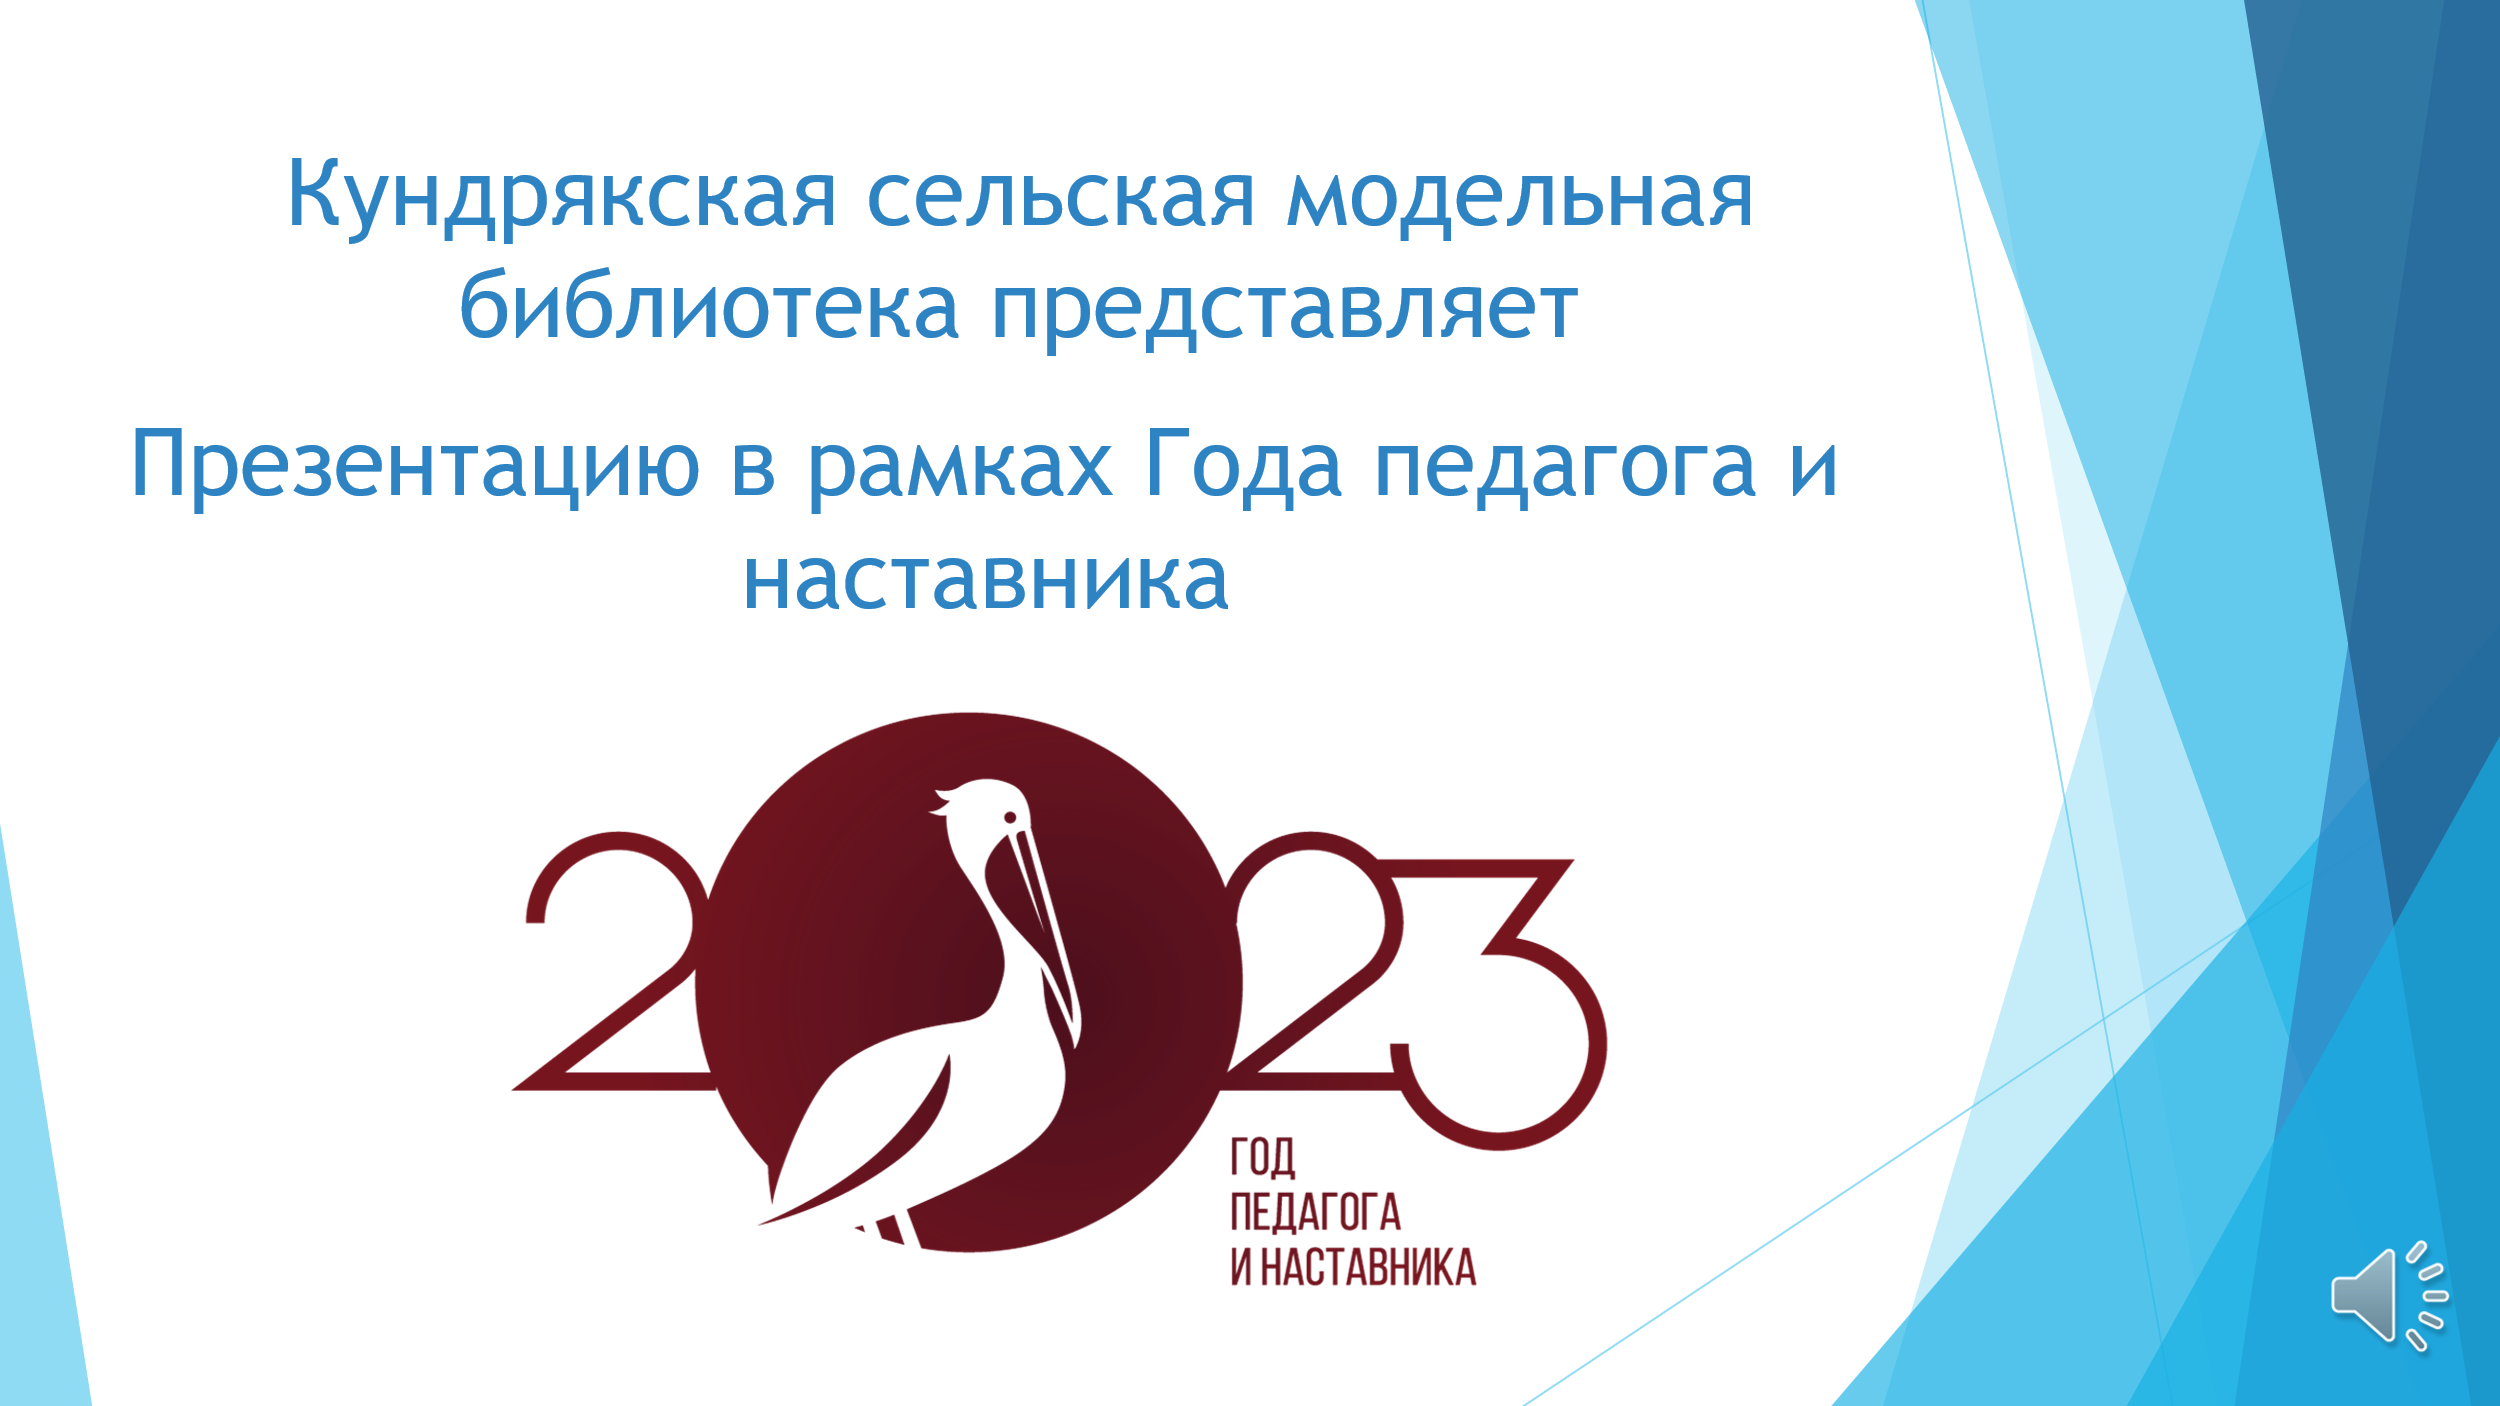 Кундрякская сельская модельная
библиотека представляет
Презентацию в рамках Года педагога и
наставника
2023
ГОД
ПЕДАГОГА
И НАСТАВНИКА